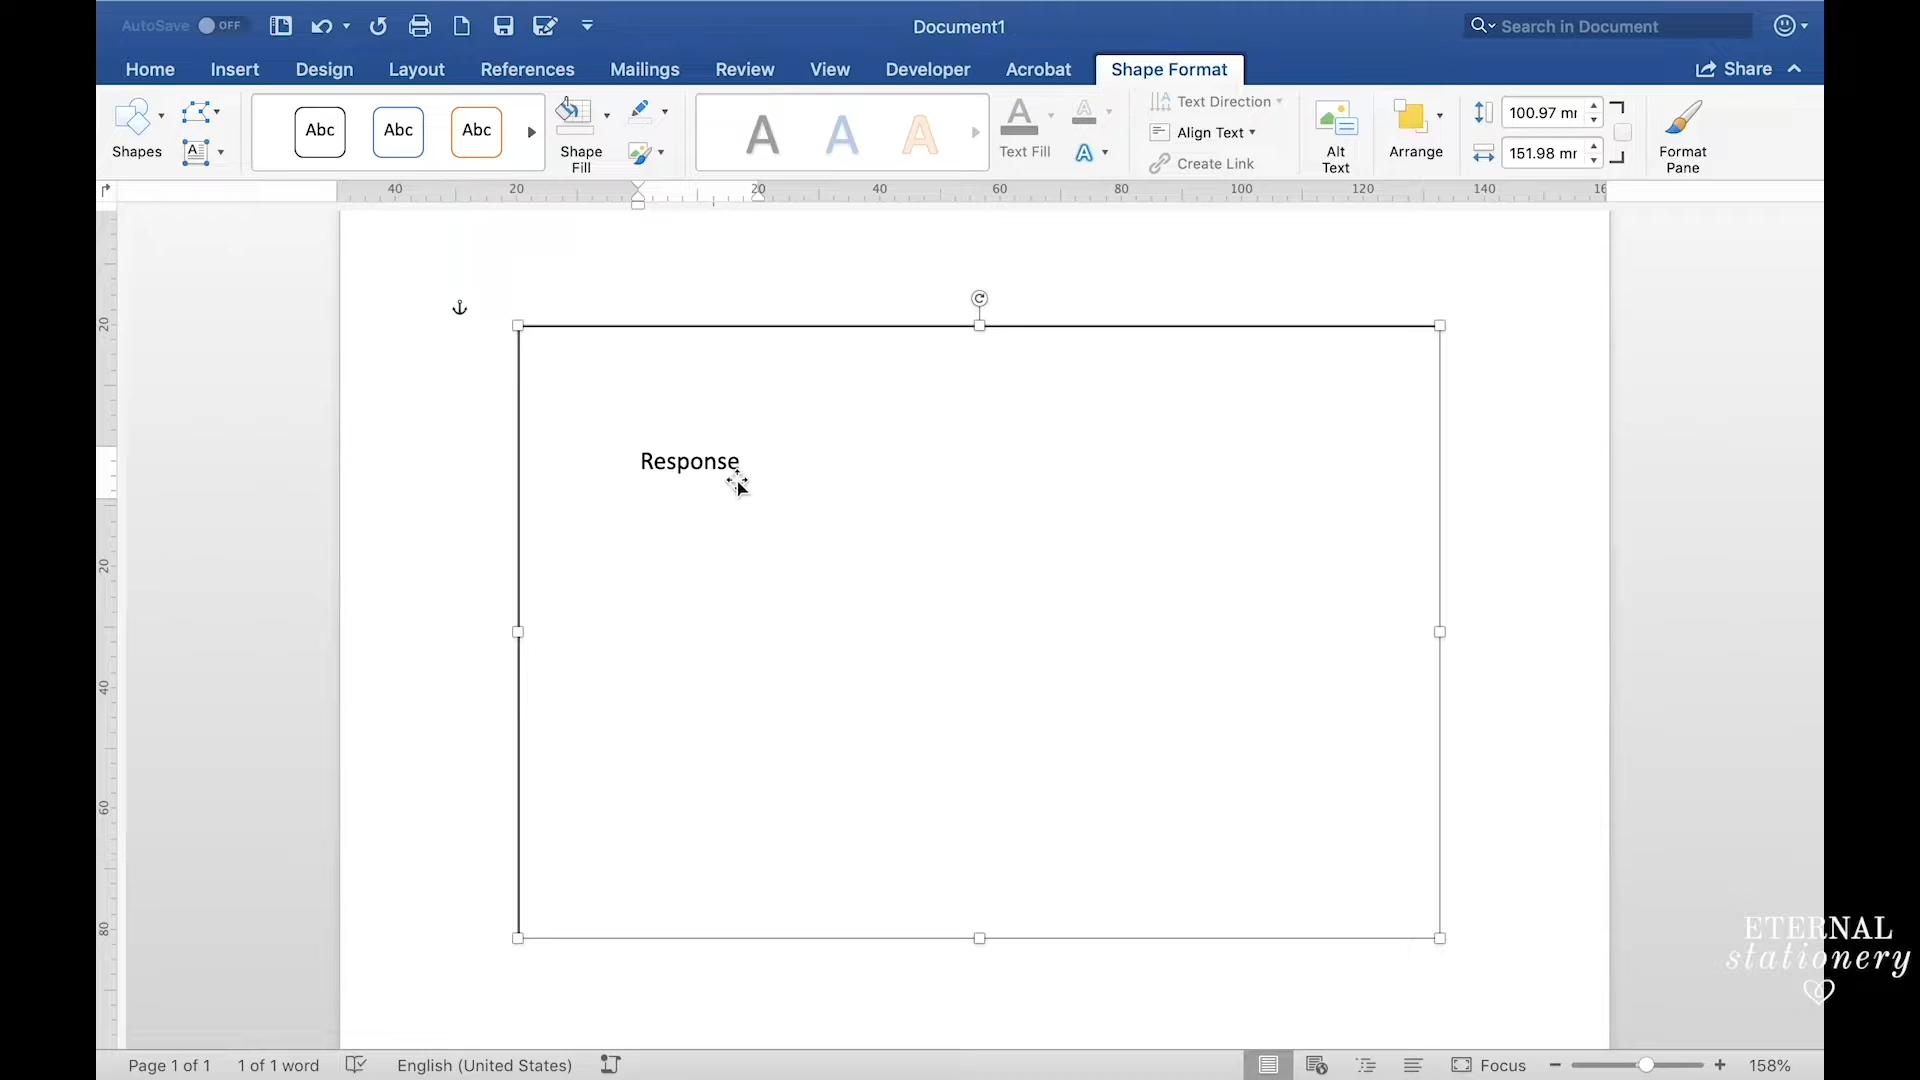 AutoSave OFF
Document1
Search in Document
Home Insert Design Layout References Mailings Review View Developer Acrobat Shape Format
Share
Shapes
Abc Abc Abc
Shape
Fill
A A A
A A
Text Fill
A
Text Direction
Align Text
Create Link
Alt
Text
Arrange
100.97 mr
151.98 mr
Format
Pane
40 20 20 40 60 80 100 120 140 16
20
20
40
60
80
Response
ETERNAL
stationery
Page 1 of 1 1 of 1 word English (United States) Focus 158%